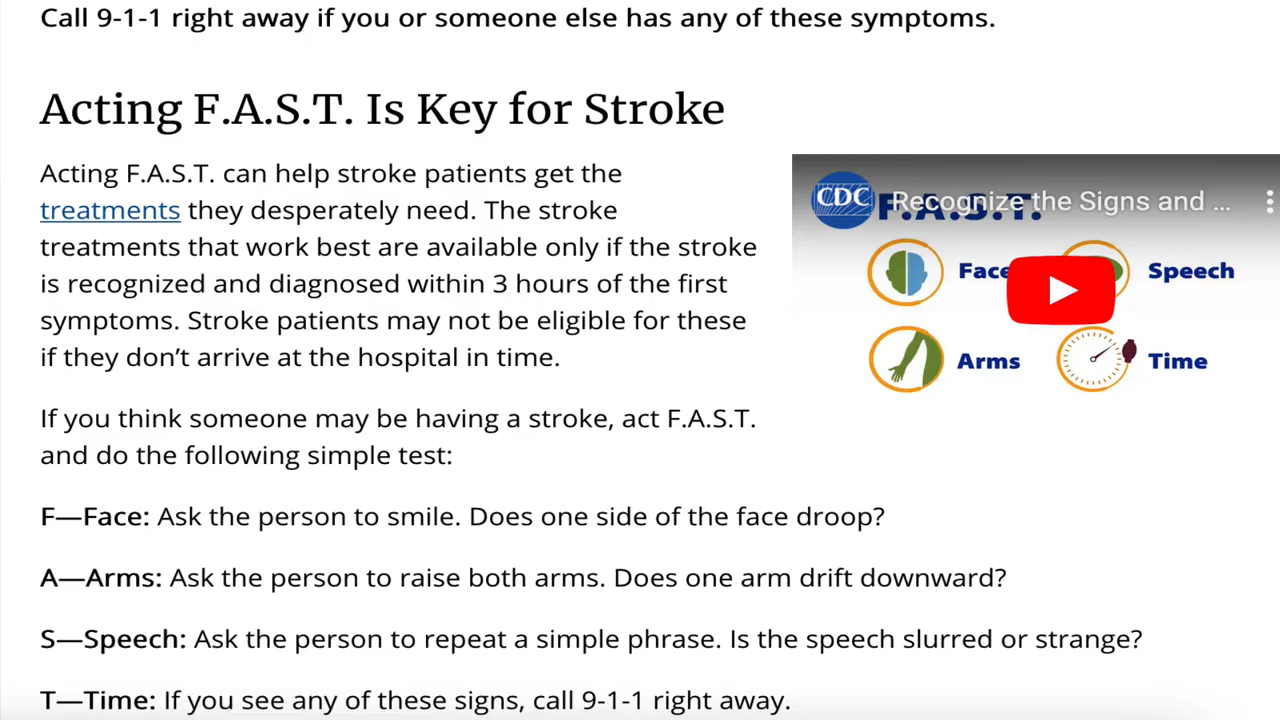 Call 9-1-1 right away if you or someone else has any of these symptoms.
Acting F.A.S.T. Is Key for Stroke
Acting F.A.S.T. can help stroke patients get the
treatments they desperately need. The stroke
treatments that work best are available only if the stroke
is recognized and diagnosed within 3 hours of the first
symptoms. Stroke patients may not be eligible for these
if they don’t arrive at the hospital in time.
If you think someone may be having a stroke, act F.A.S.T.
and do the following simple test:
F—Face: Ask the person to smile. Does one side of the face droop?
A—Arms: Ask the person to raise both arms. Does one arm drift downward?
S—Speech: Ask the person to repeat a simple phrase. Is the speech slurred or strange?
T—Time: If you see any of these signs, call 9-1-1 right away.
CDC
Recognize the Signs and ...
F.A.S.T.
Face
Speech
Arms
Time